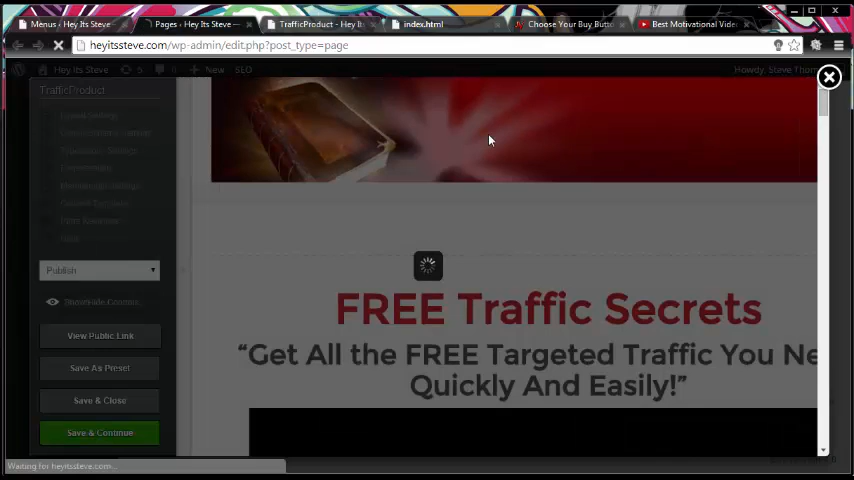 Menus ‹ Hey Its Steve —
Pages ‹ Hey Its Steve —
TrafficProduct - Hey It
index.html
Choose Your Buy Butto
Best Motivational Vide
heyitssteve.com/wp-admin/edit.php?post_type=page
Hey Its Steve
5
New
SEO
Howdy, Steve
TrafficProduct
Publish
View Public Link
Save As Preset
Save & Close
Save & Continue
FREE Traffic Secrets
“Get All the FREE Targeted Traffic You Ne
Quickly And Easily!”
Waiting for heyitssteve.com...